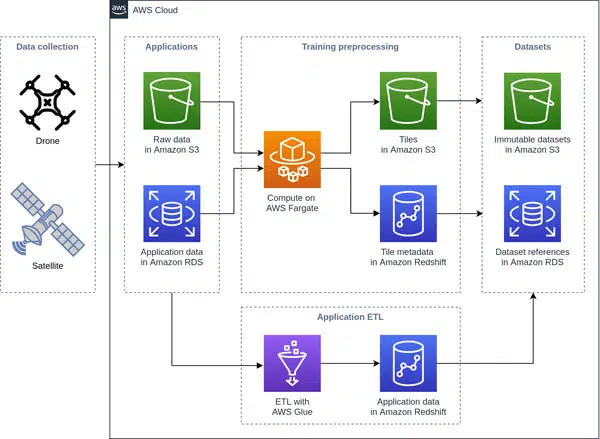 aws
AWS Cloud
Data collection
Drone
Satellite
Applications
Raw data
in Amazon S3
Application data
in Amazon RDS
Training preprocessing
Compute on
AWS Fargate
Tiles
in Amazon S3
Tile metadata
in Amazon Redshift
Datasets
Immutable datasets
in Amazon S3
Dataset references
in Amazon RDS
Application ETL
ETL with
AWS Glue
Application data
in Amazon Redshift